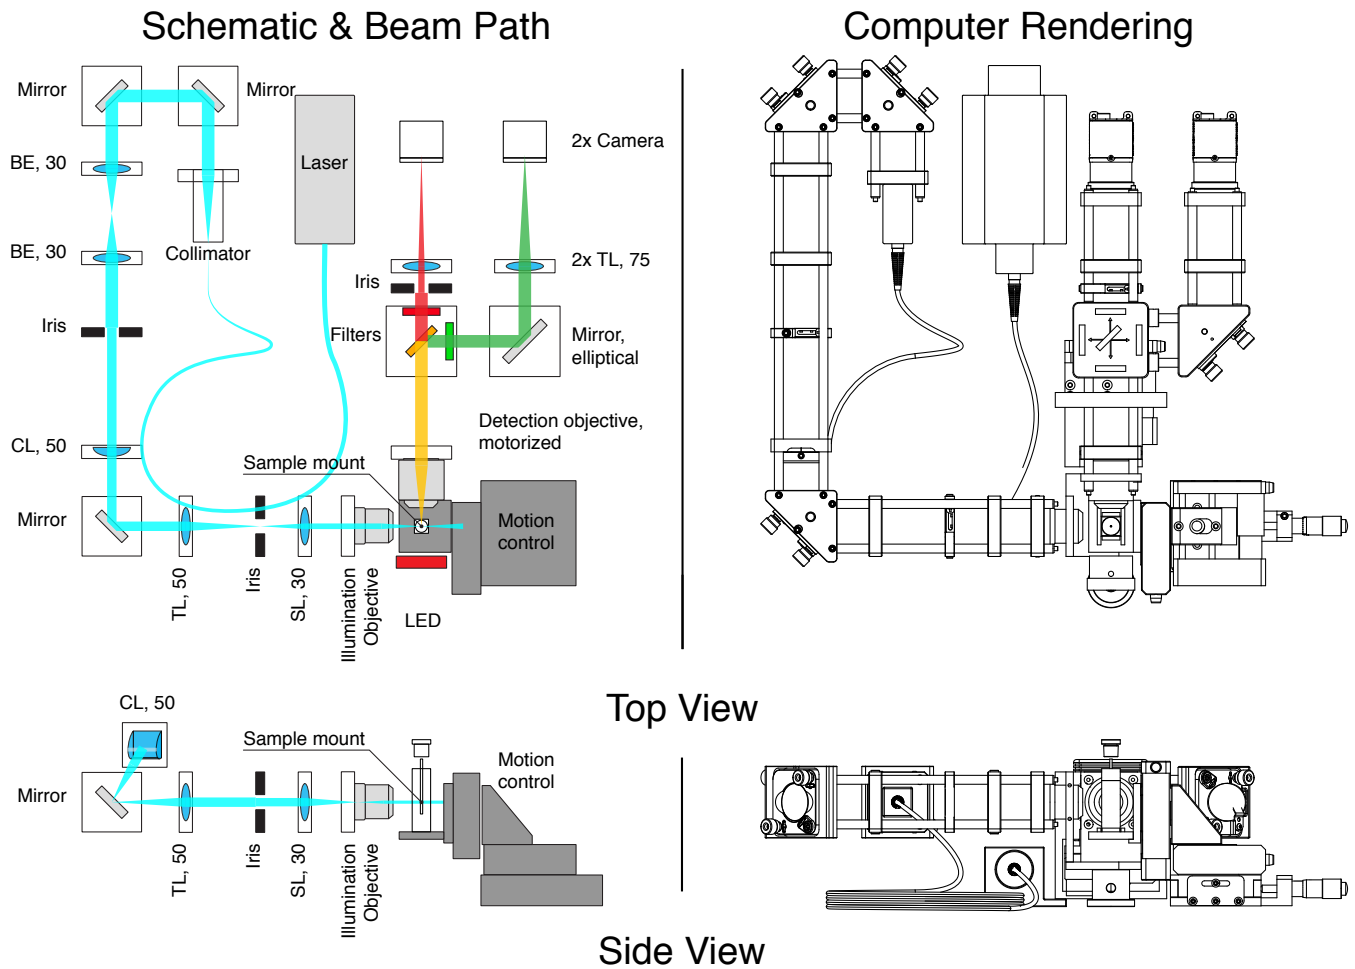 Schematic & Beam Path
Computer Rendering
Mirror
Mirror
Laser
2x Camera
BE, 30
Collimator
BE, 30
2x TL, 75
Iris
Iris
Filters
Mirror,
elliptical
Detection objective,
motorized
CL, 50
Sample mount
Mirror
Motion
control
TL, 50
Iris
SL, 30
Illumination
Objective
LED
Top View
CL, 50
Sample mount
Motion
control
Mirror
TL, 50
Iris
SL, 30
Illumination
Objective
Side View